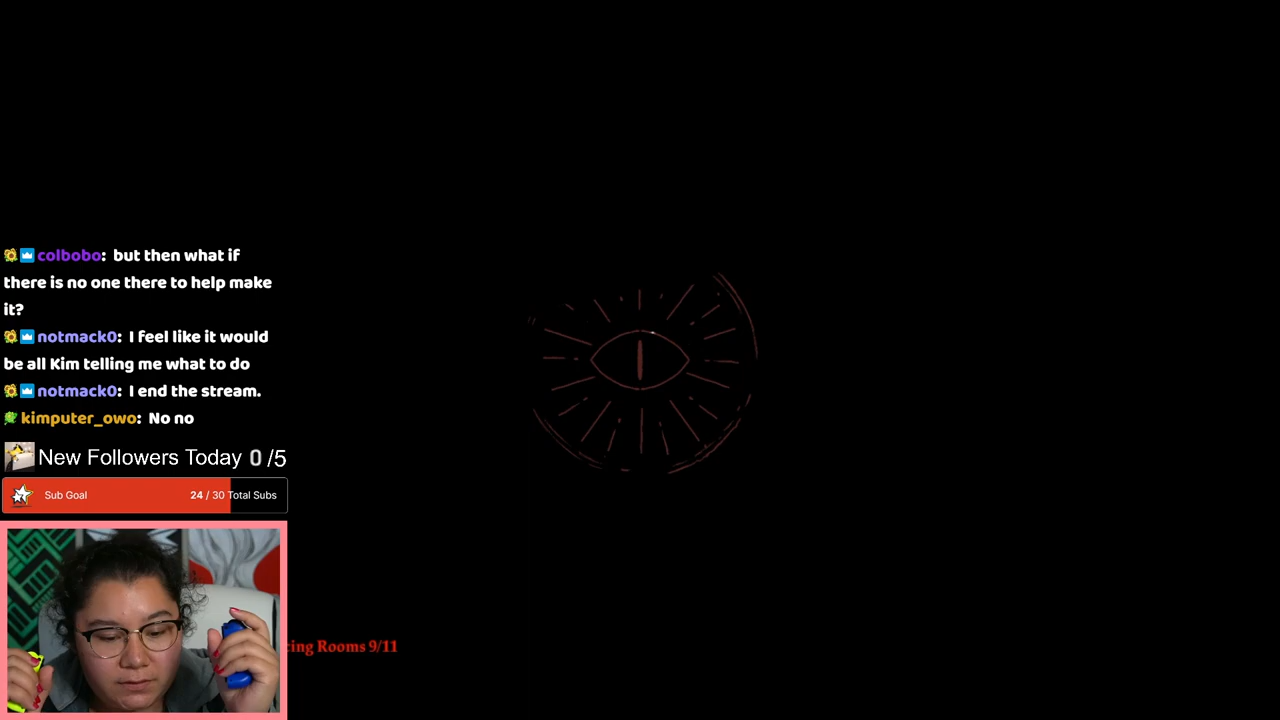 colbobo: but then what if
there is no one there to help make
it?
notmack0: I feel like it would
be all Kim telling me what to do
notmack0: I end the stream.
kimputer_owo: No no
New Followers Today 0 /5
Sub Goal 24 / 30 Total Subs
Rooms 9/11